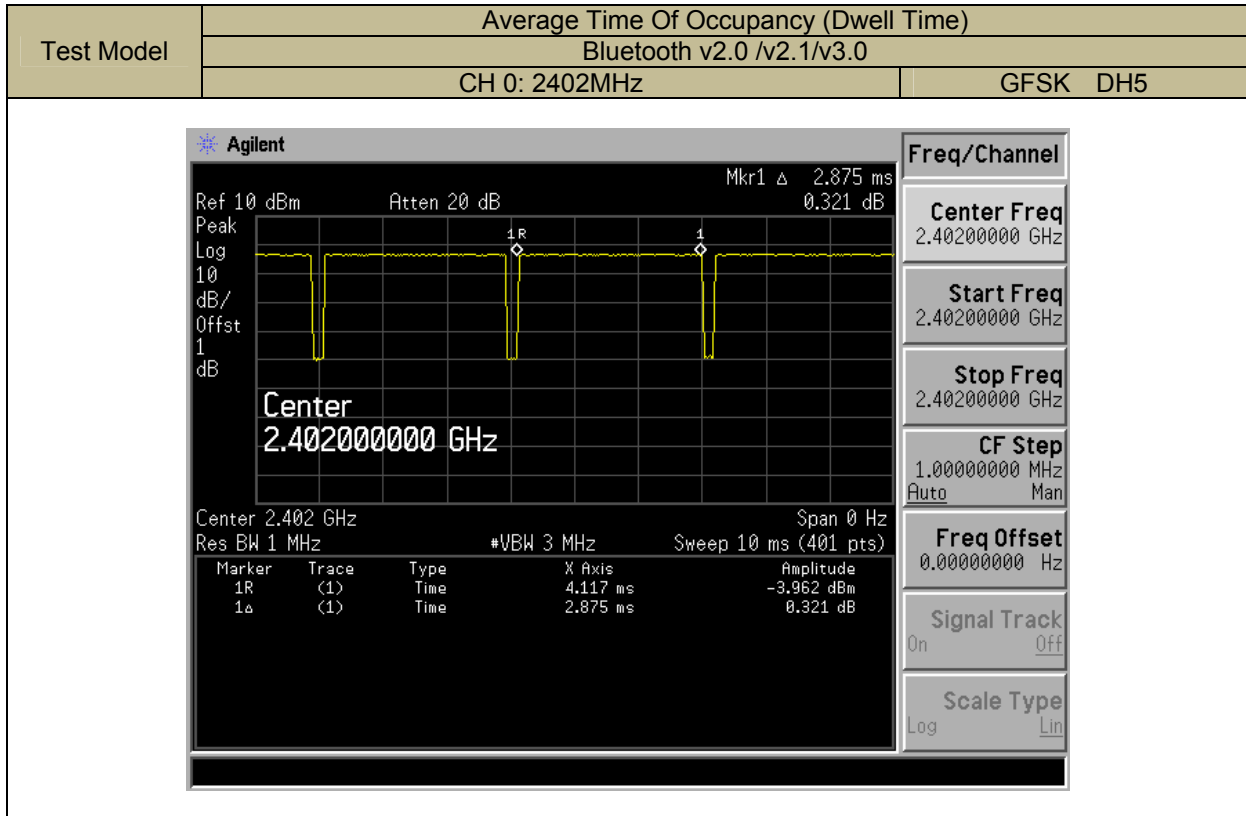 Test Model
Average Time Of Occupancy (Dwell Time)
Bluetooth v2.0 /v2.1/v3.0
CH 0: 2402MHz
GFSK DH5
Agilent
Mkr1 Δ 2.875 ms
Ref 10 dBm Atten 20 dB 0.321 dB
Peak
Log
10
dB/
Offst
1
dB
1R
1
Center
2.402000000 GHz
Center 2.402 GHz Span 0 Hz
Res BW 1 MHz #VBW 3 MHz Sweep 10 ms (401 pts)
Marker Trace Type X Axis Amplitude
1R (1) Time 4.117 ms -3.962 dBm
1Δ (1) Time 2.875 ms 0.321 dB
Freq/Channel
Center Freq
2.40200000 GHz
Start Freq
2.40200000 GHz
Stop Freq
2.40200000 GHz
CF Step
1.00000000 MHz
Auto Man
Freq Offset
0.00000000 Hz
Signal Track
On Off
Scale Type
Log Lin